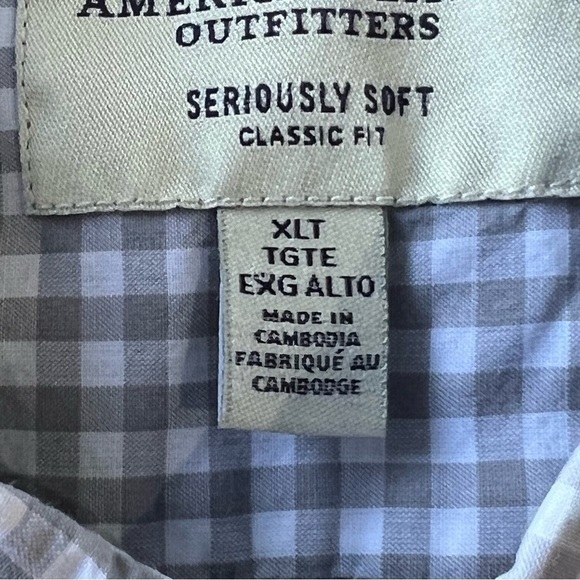 OUTFITTERS
SERIOUSLY SOFT
CLASSIC FIT
XLT
TGTE
EXG ALTO
MADE IN
CAMBODIA
FABRIQUÉ AU
CAMBODGE